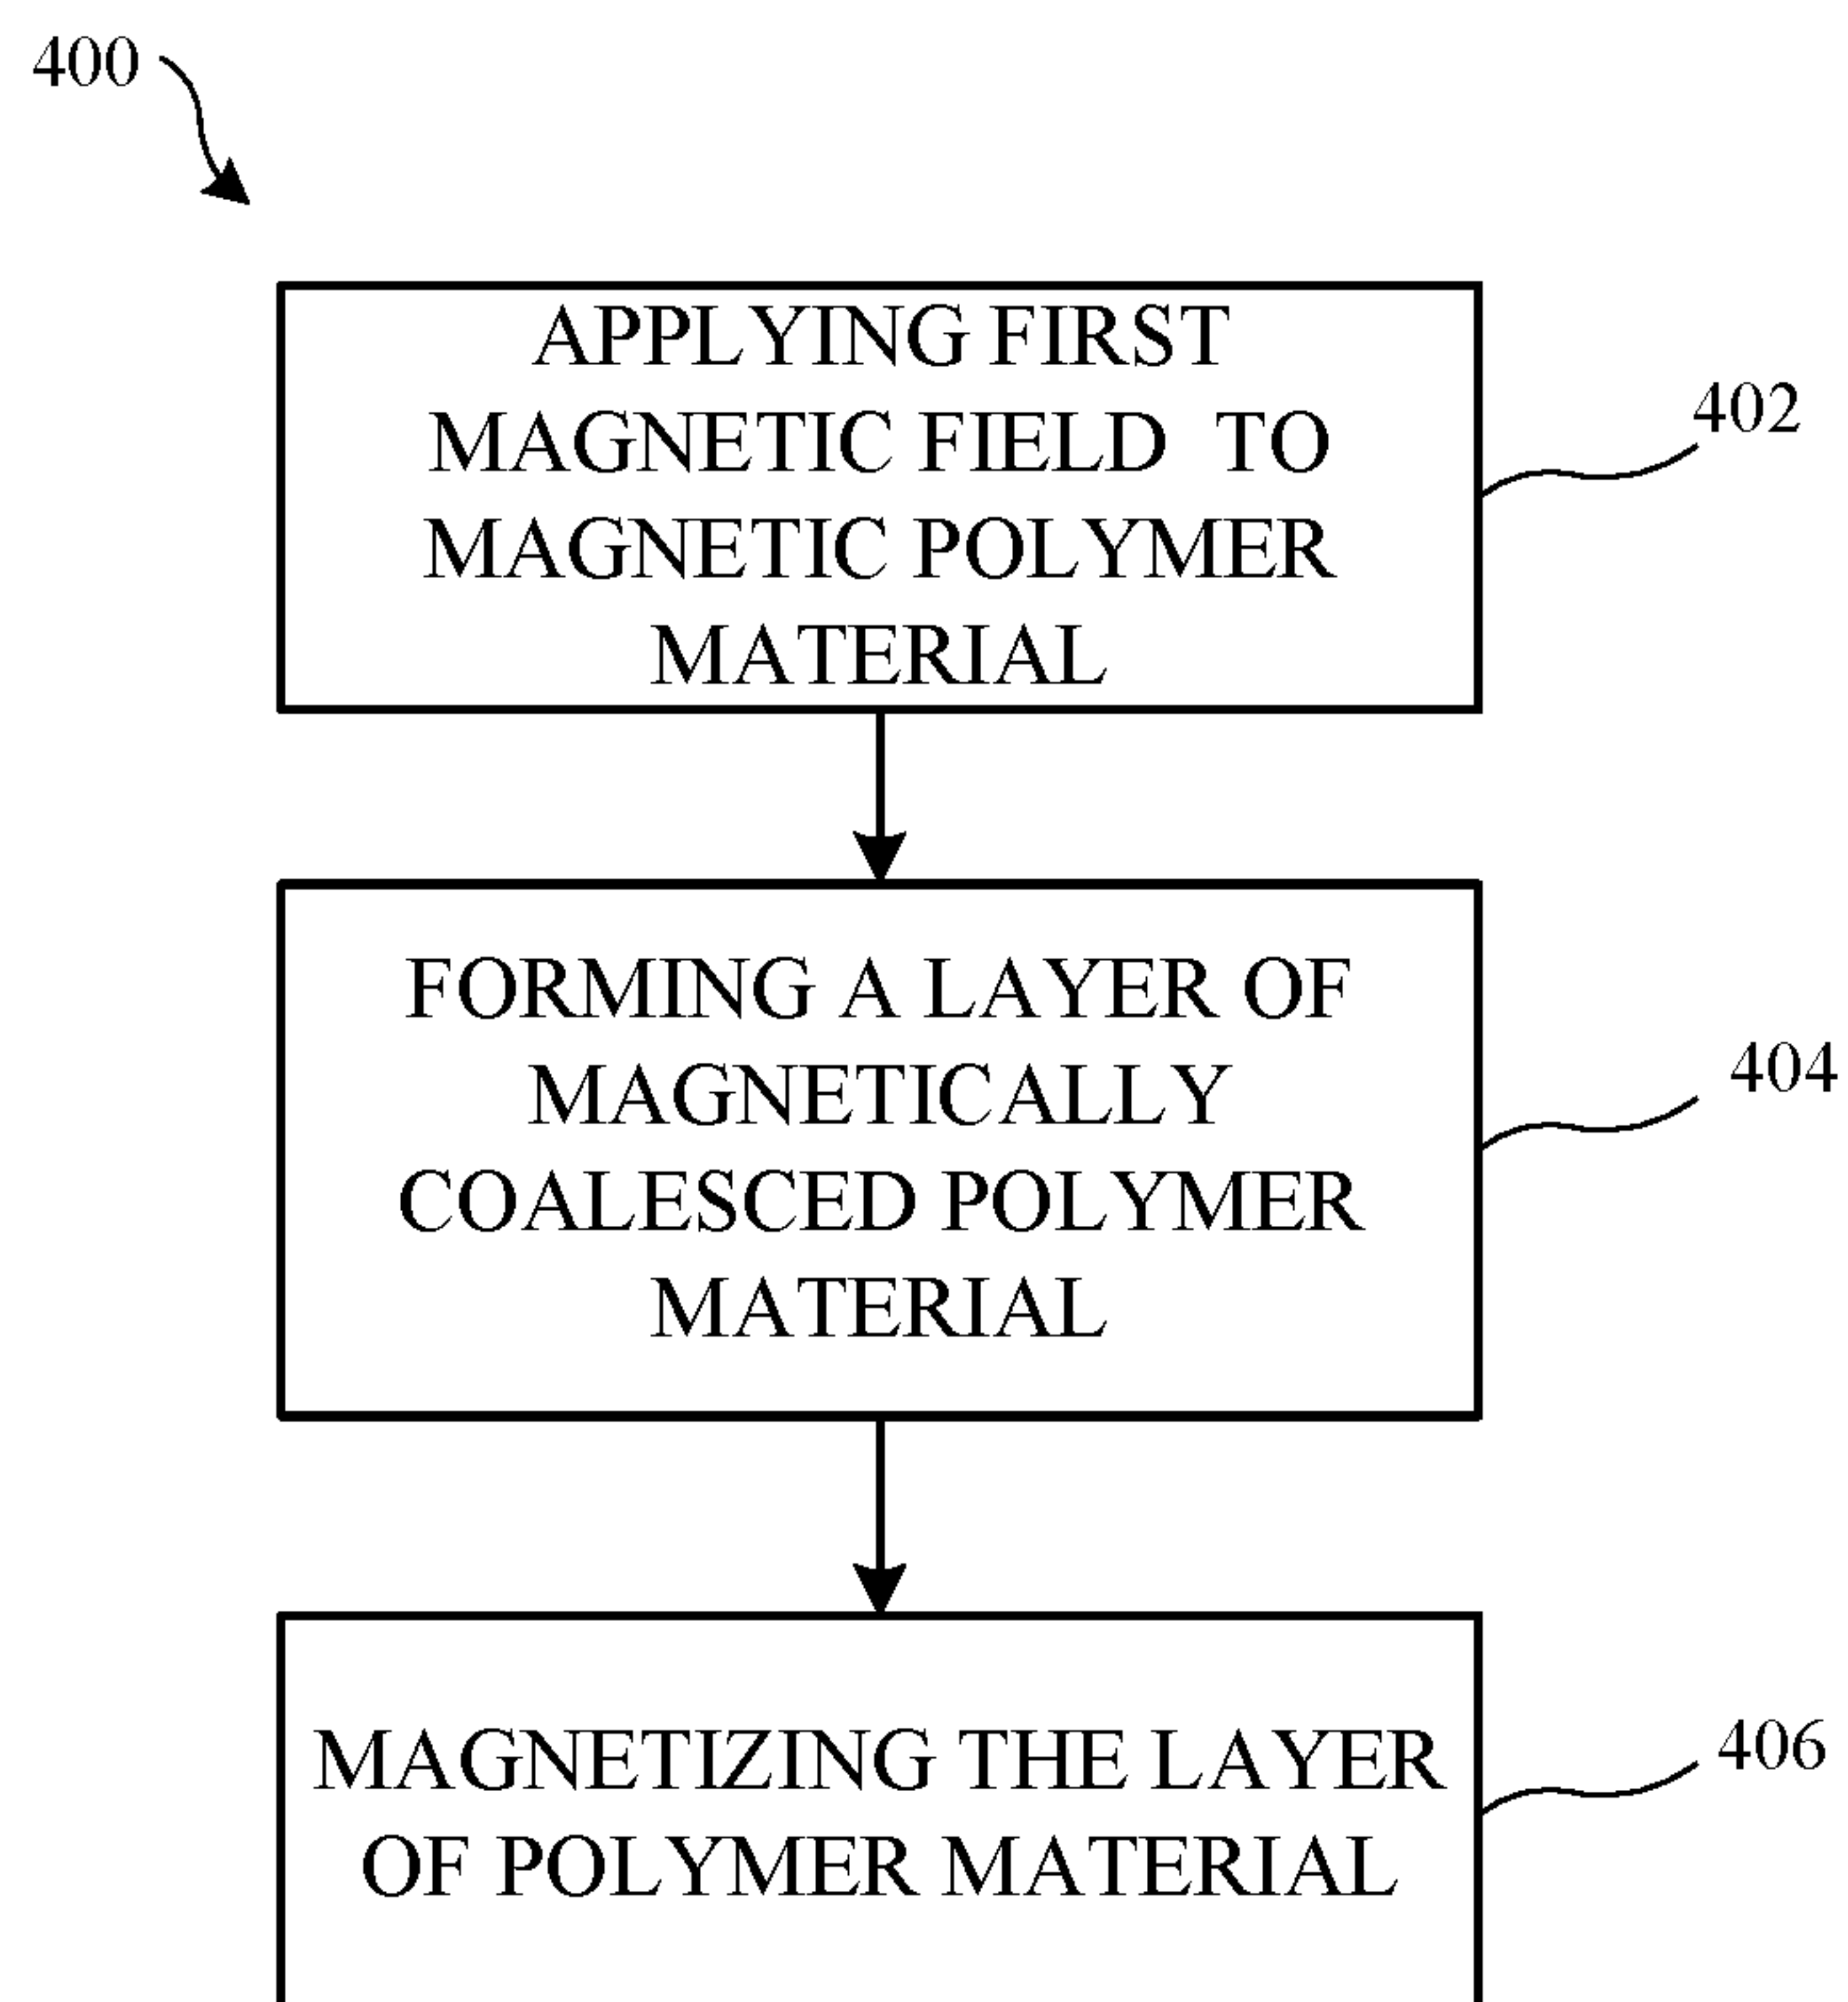 400
APPLYING FIRST
MAGNETIC FIELD TO
MAGNETIC POLYMER
MATERIAL
402
FORMING A LAYER OF
MAGNETICALLY
COALESCED POLYMER
MATERIAL
404
MAGNETIZING THE LAYER
OF POLYMER MATERIAL
406